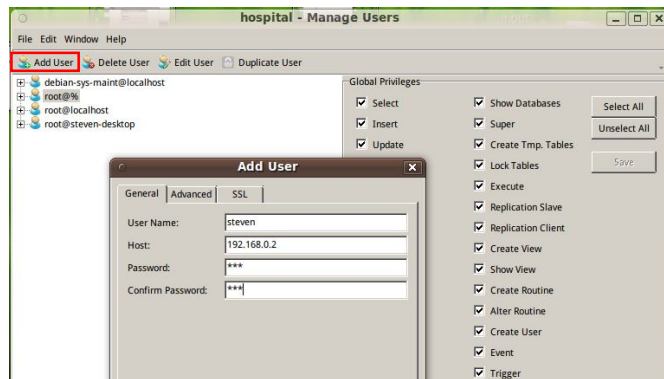 hospital - Manage Users
File Edit Window Help
Add User Delete User Edit User Duplicate User
debian-sys-maint@localhost
root@%
root@localhost
root@steven-desktop
Global Privileges
Select
Insert
Update
Show Databases
Super
Create Tmp. Tables
Lock Tables
Execute
Replication Slave
Replication Client
Create View
Show View
Create Routine
Alter Routine
Create User
Event
Trigger
Select All
Unselect All
Save
Add User
General Advanced SSL
User Name: steven
Host: 192.168.0.2
Password: ***
Confirm Password: ***